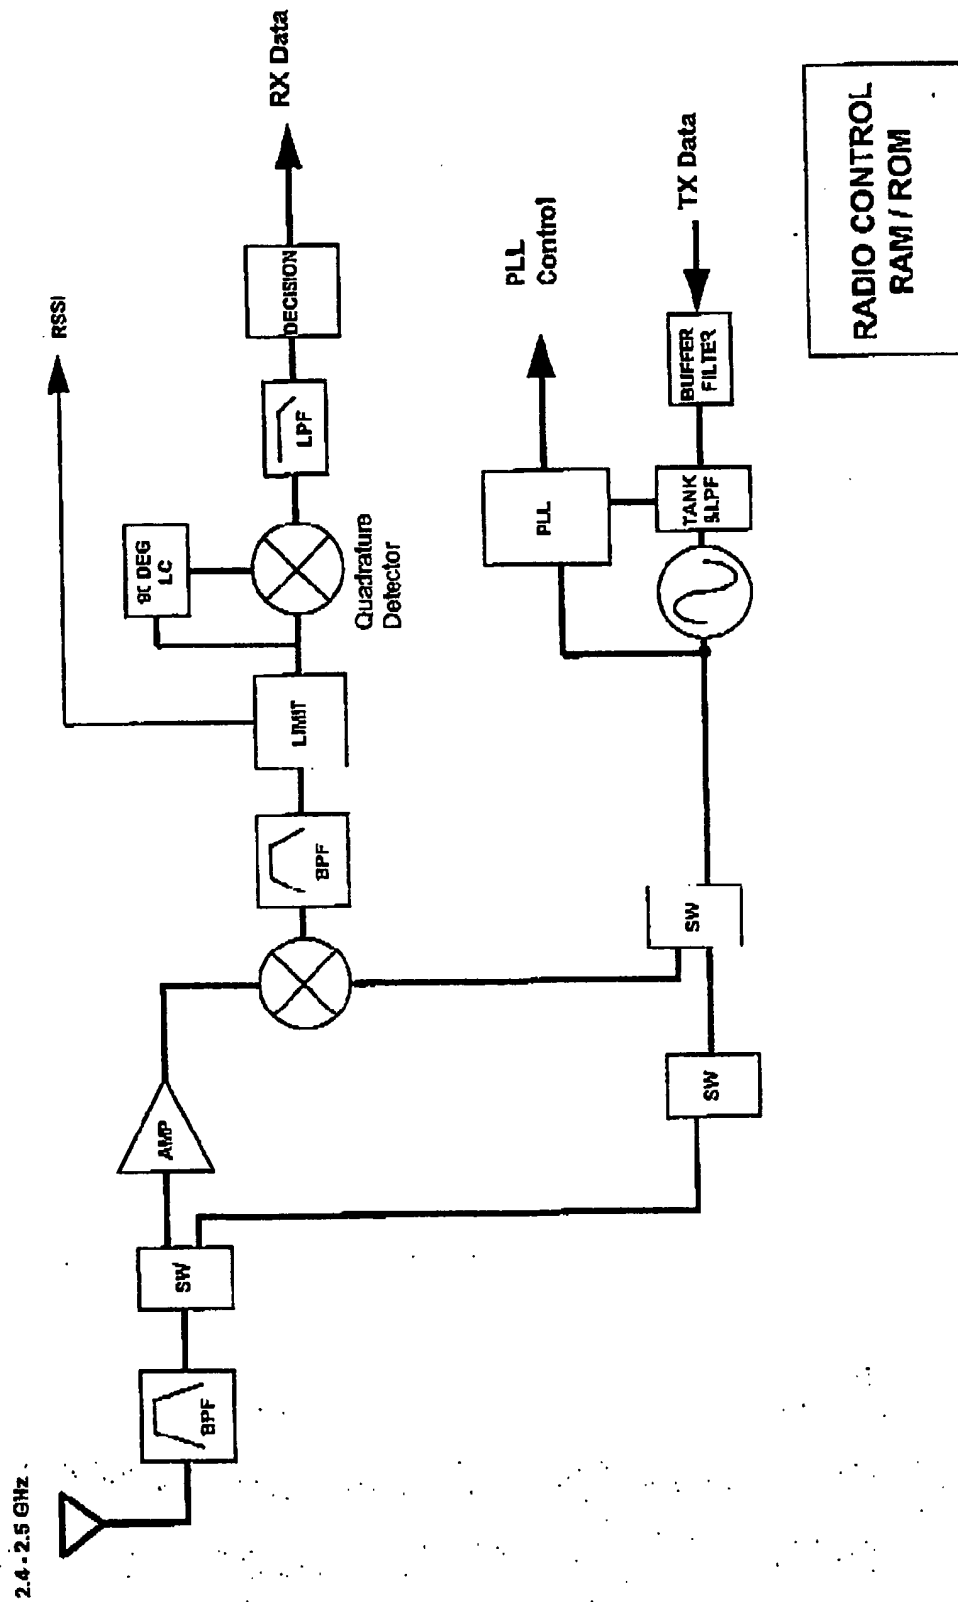 2.4 - 2.5 GHz
BPF
SW
AMP
BPF
LIMIT
90 DEG
LC
Quadrature
Detector
LPF
DECISION
RX Data
RSSI
SW
SW
PLL
PLL
Control
TANK
&LPF
BUFFER
FILTER
TX Data
RADIO CONTROL
RAM / ROM